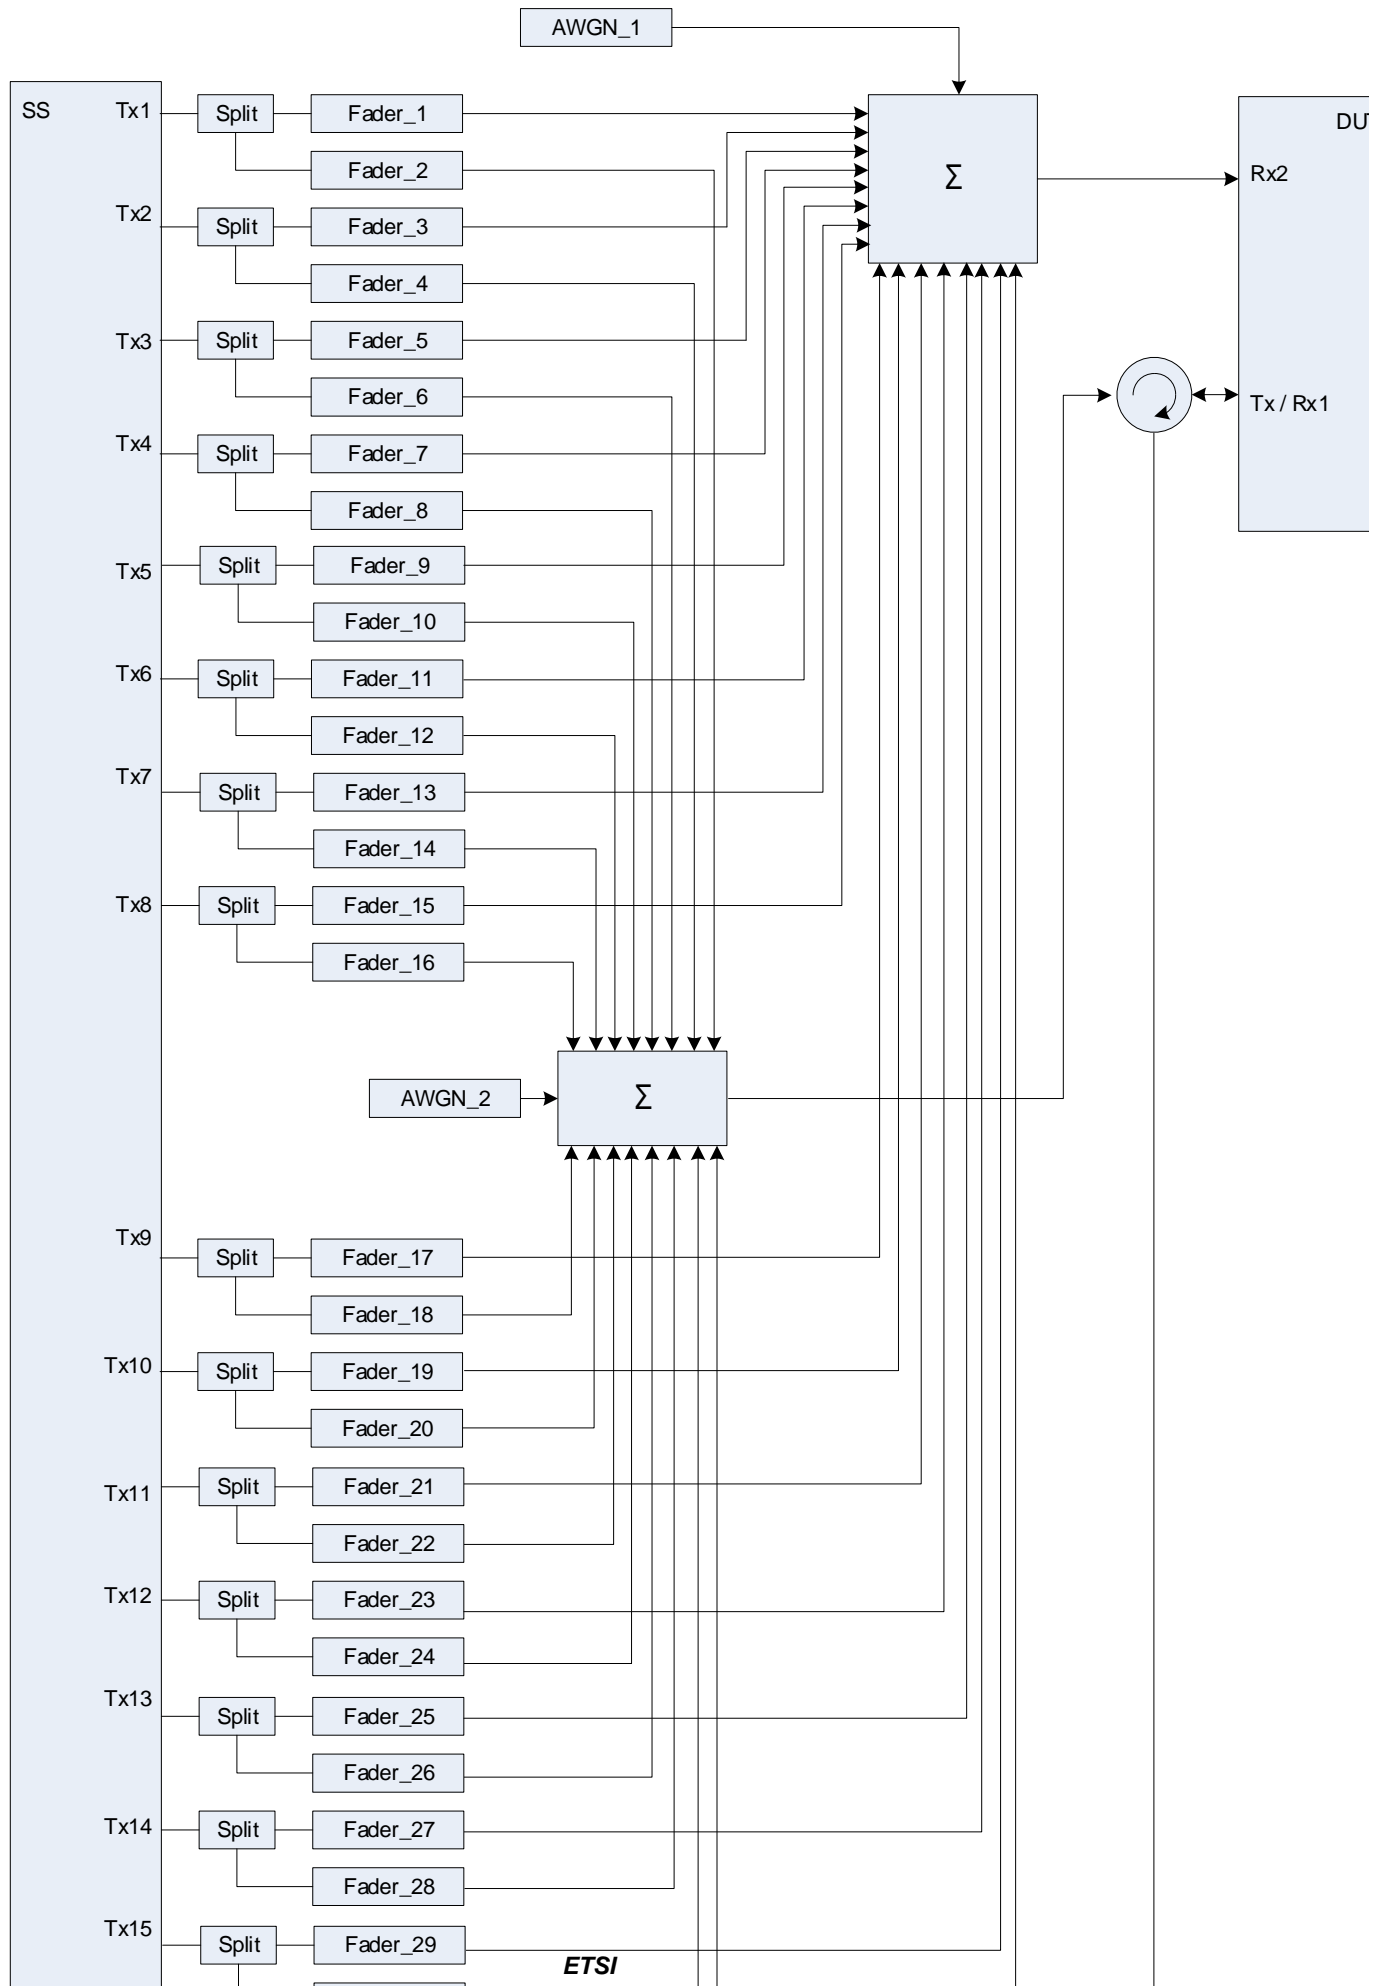 AWGN_1
SS
Tx1
Split
Fader_1
DU
Fader_2
Σ
Rx2
Tx2
Split
Fader_3
Fader_4
Tx3
Split
Fader_5
Fader_6
Tx / Rx1
Tx4
Split
Fader_7
Fader_8
Tx5
Split
Fader_9
Fader_10
Tx6
Split
Fader_11
Fader_12
Tx7
Split
Fader_13
Fader_14
Tx8
Split
Fader_15
Fader_16
AWGN_2
Σ
Tx9
Split
Fader_17
Fader_18
Tx10
Split
Fader_19
Fader_20
Tx11
Split
Fader_21
Fader_22
Tx12
Split
Fader_23
Fader_24
Tx13
Split
Fader_25
Fader_26
Tx14
Split
Fader_27
Fader_28
Tx15
Split
Fader_29
ETSI